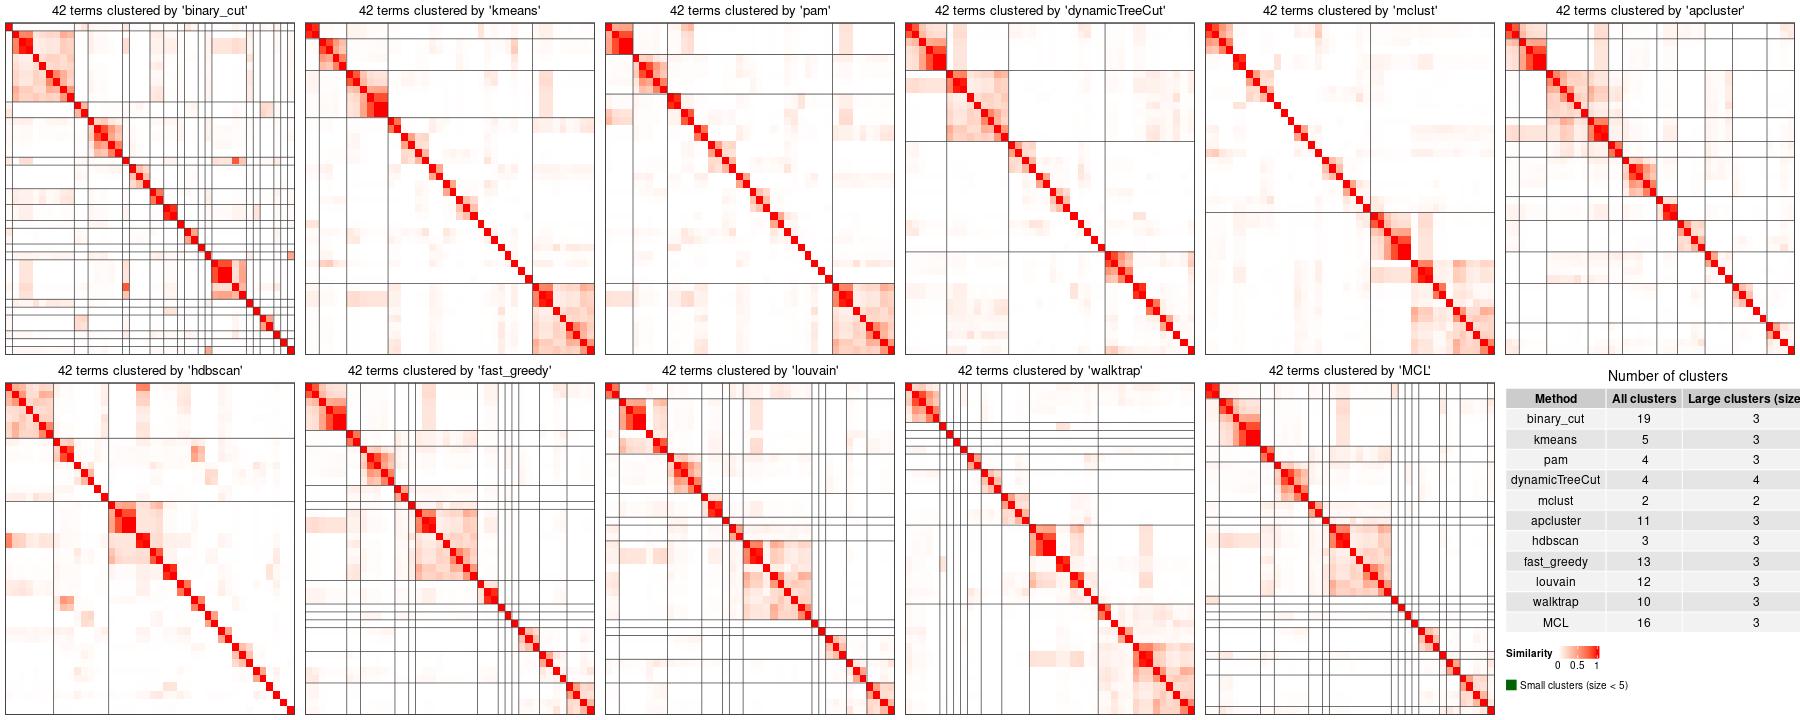 42 terms clustered by 'binary_cut'
42 terms clustered by 'kmeans'
42 terms clustered by 'pam'
42 terms clustered by 'dynamicTreeCut'
42 terms clustered by 'mclust'
42 terms clustered by 'apcluster'
42 terms clustered by 'hdbscan'
42 terms clustered by 'fast_greedy'
42 terms clustered by 'louvain'
42 terms clustered by 'walktrap'
42 terms clustered by 'MCL'
Number of clusters
Method All clusters Large clusters (size
binary_cut 19 3
kmeans 5 3
pam 4 3
dynamicTreeCut 4 4
mclust 2 2
apcluster 11 3
hdbscan 3 3
fast_greedy 13 3
louvain 12 3
walktrap 10 3
MCL 16 3
Similarity
0 0.5 1
Small clusters (size < 5)